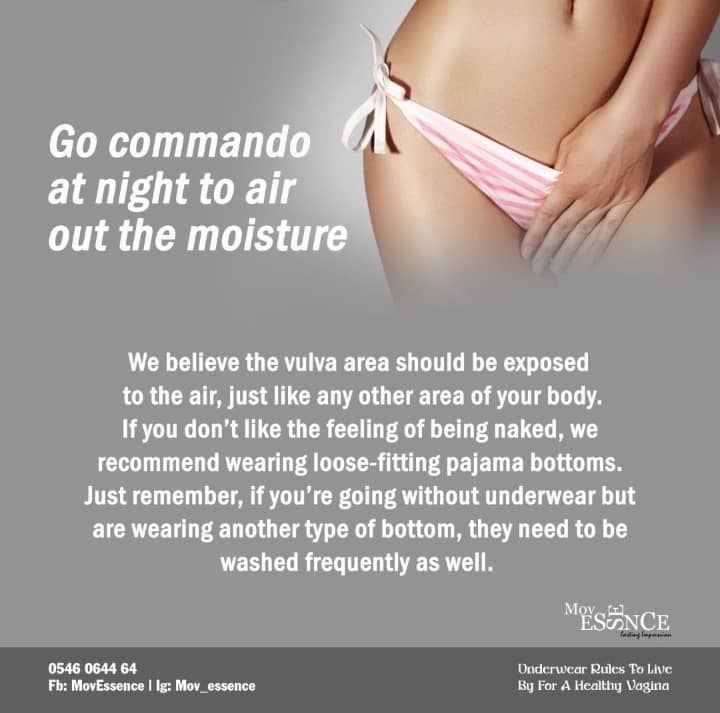 Go commando
at night to air
out the moisture
We believe the vulva area should be exposed
to the air, just like any other area of your body.
If you don’t like the feeling of being naked, we
recommend wearing loose-fitting pajama bottoms.
Just remember, if you’re going without underwear but
are wearing another type of bottom, they need to be
washed frequently as well.
Mov
ESSENCE
lasting Impression
0546 0644 64
Fb: MovEssence | Ig: Mov_essence
Underwear Rules To Live
By For A Healthy Vagina